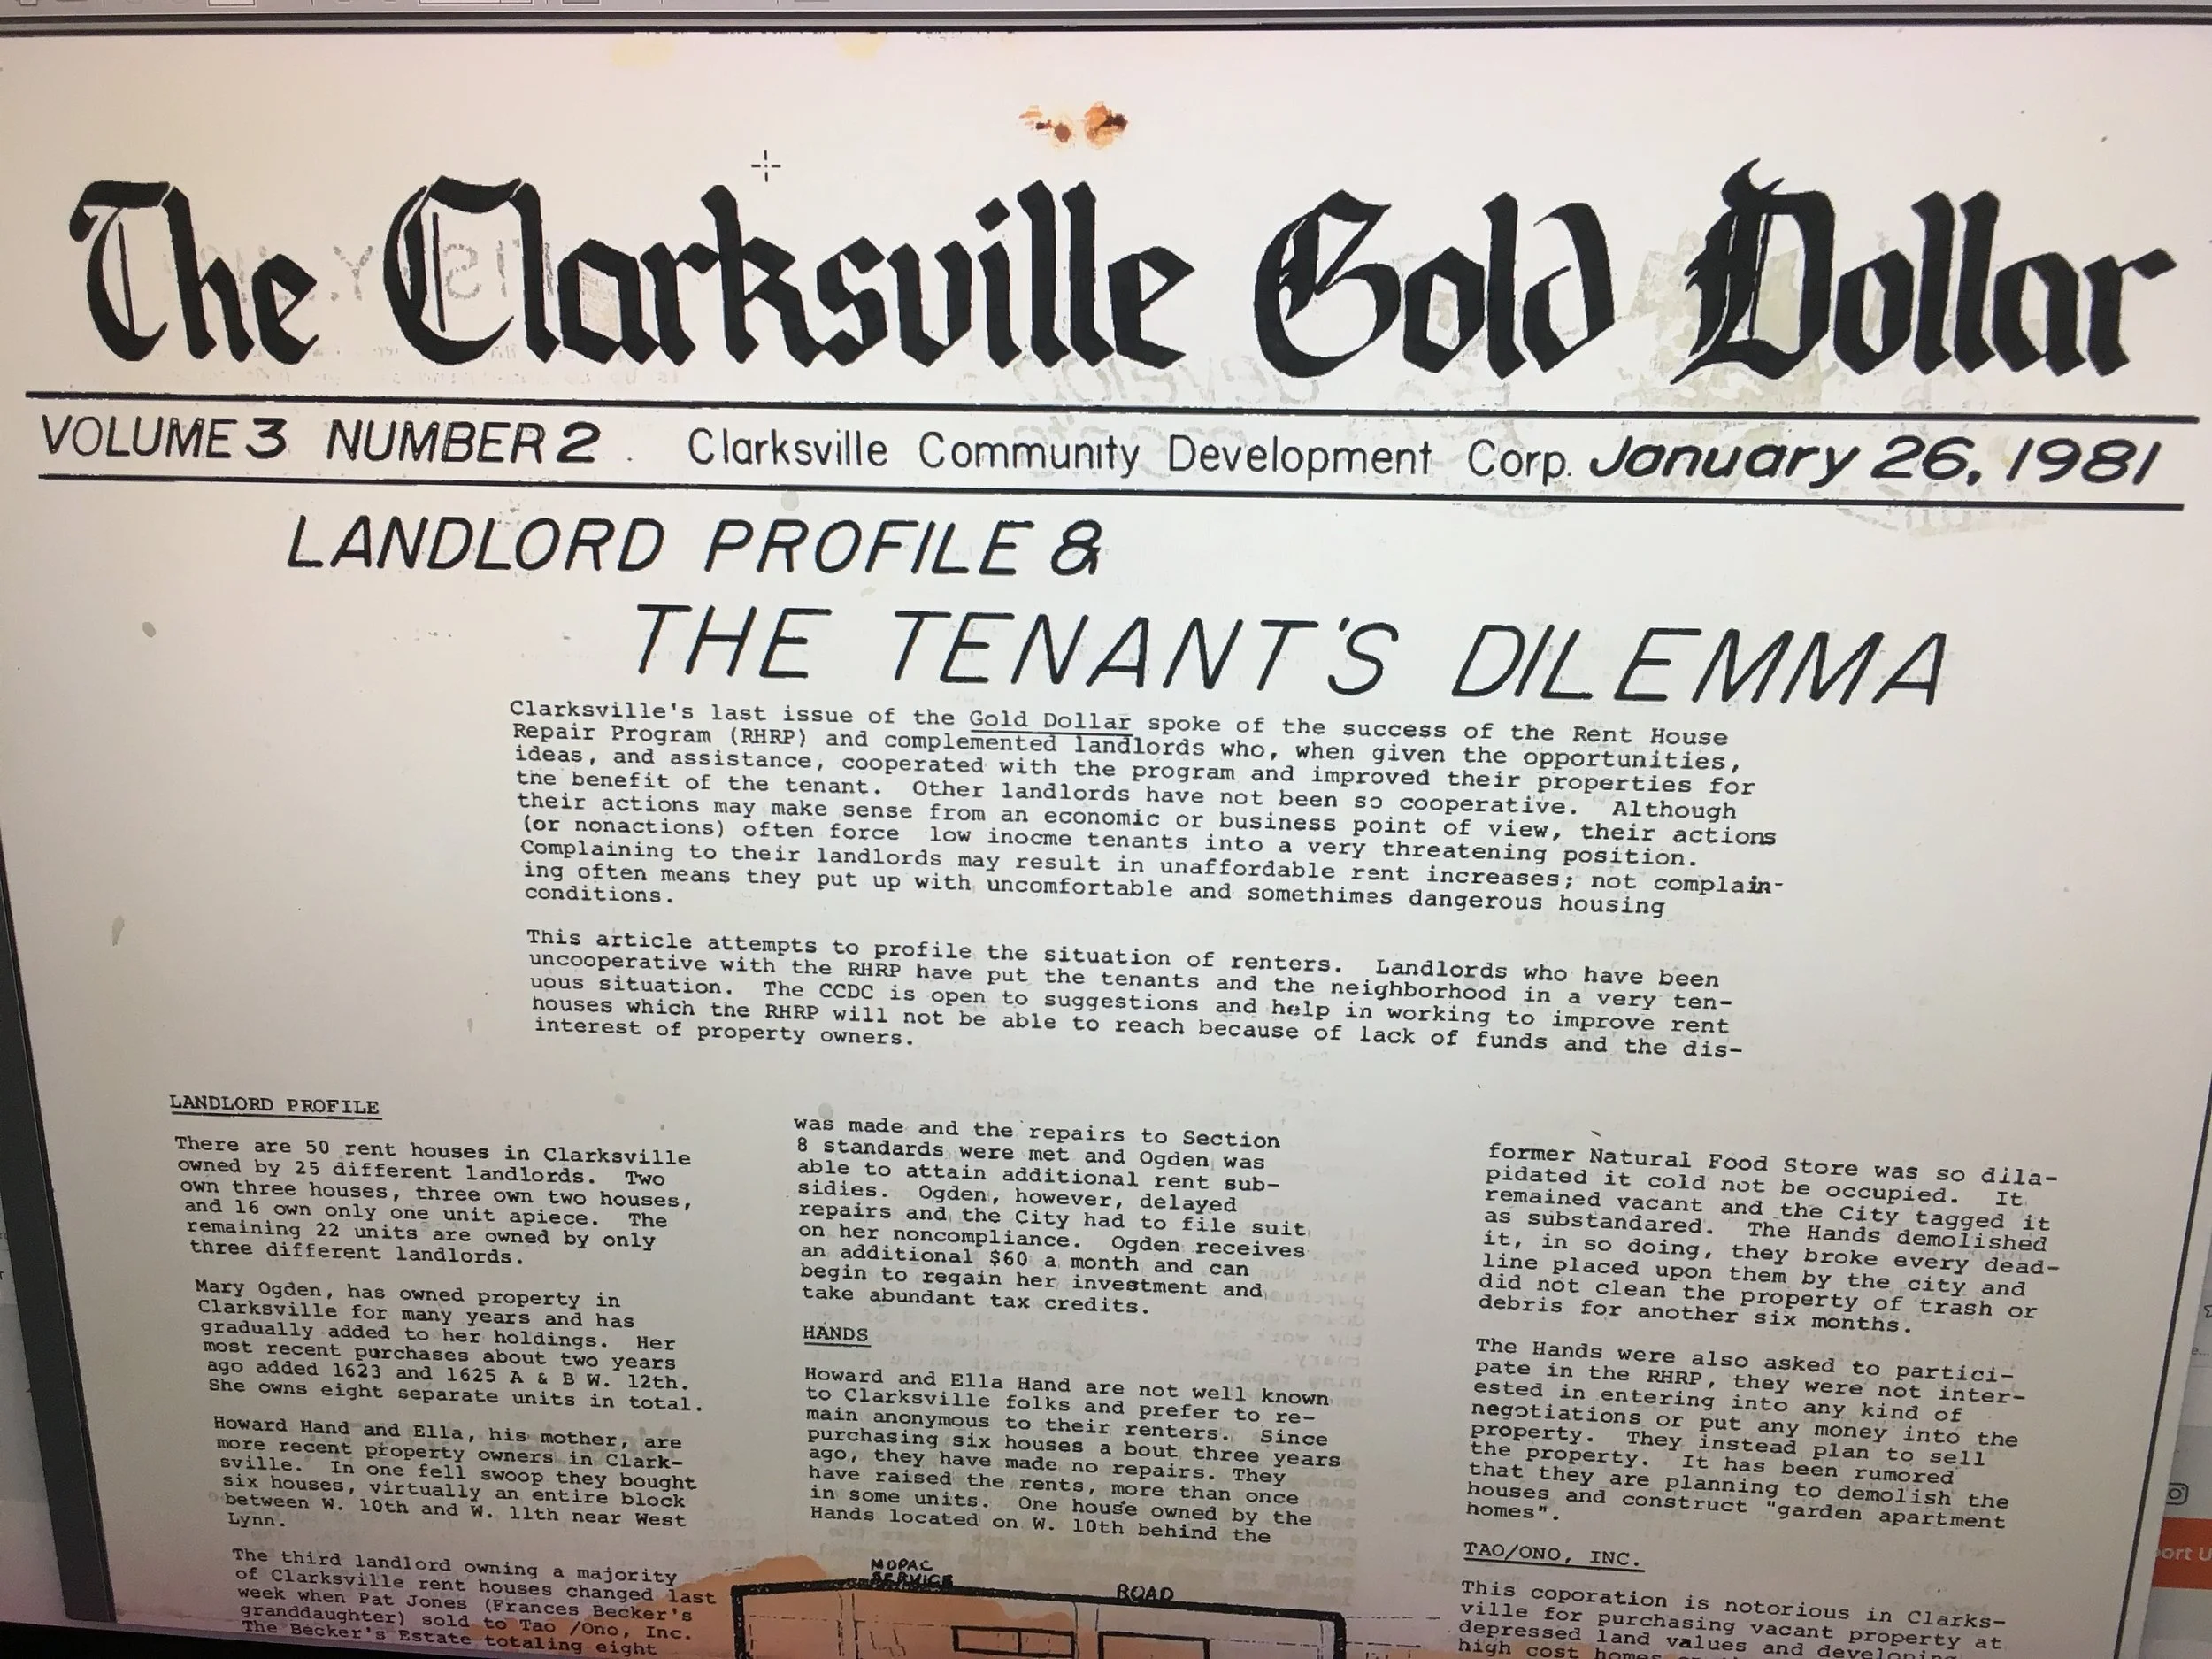 The Clarksville Gold Dollar
VOLUME 3 NUMBER 2 . Clarksville Community Development Corp. January 26, 1981
LANDLORD PROFILE &
THE TENANT'S DILEMMA
Clarksville's last issue of the Gold Dollar spoke of the success of the Rent House
Repair Program (RHRP) and complemented landlords who, when given the opportunities,
ideas, and assistance, cooperated with the program and improved their properties for
the benefit of the tenant. Other landlords have not been so cooperative. Although
their actions may make sense from an economic or business point of view, their actions
(or nonactions) often force low inocme tenants into a very threatening position.
Complaining to their landlords may result in unaffordable rent increases; not complain-
ing often means they put up with uncomfortable and somethimes dangerous housing
conditions.
This article attempts to profile the situation of renters. Landlords who have been
uncooperative with the RHRP have put the tenants and the neighborhood in a very ten-
uous situation. The CCDC is open to suggestions and help in working to improve rent
houses which the RHRP will not be able to reach because of lack of funds and the dis-
interest of property owners.
LANDLORD PROFILE
There are 50 rent houses in Clarksville
owned by 25 different landlords. Two
own three houses, three own two houses,
and 16 own only one unit apiece. The
remaining 22 units are owned by only
three different landlords.
Mary Ogden, has owned property in
Clarksville for many years and has
gradually added to her holdings. Her
most recent purchases about two years
ago added 1623 and 1625 A & B W. 12th.
She owns eight separate units in total.
Howard Hand and Ella, his mother, are
more recent property owners in Clark-
sville. In one fell swoop they bought
six houses, virtually an entire block
between W. 10th and W. 11th near West
Lynn.
The third landlord owning a majority
of Clarksville rent houses changed last
week when Pat Jones (Frances Becker's
granddaughter) sold to Tao /Ono, Inc.
The Becker's Estate totaling eight
was made and the repairs to Section
8 standards were met and Ogden was
able to attain additional rent sub-
sidies. Ogden, however, delayed
repairs and the City had to file suit
on her noncompliance. Ogden receives
an additional $60 a month and can
begin to regain her investment and
take abundant tax credits.
HANDS
Howard and Ella Hand are not well known
to Clarksville folks and prefer to re-
main anonymous to their renters. Since
purchasing six houses a bout three years
ago, they have made no repairs. They
have raised the rents, more than once
in some units. One house owned by the
Hands located on W. 10th behind the
MOPAC
SERVICE
ROAD
former Natural Food Store was so dila-
pidated it cold not be occupied. It
remained vacant and the City tagged it
as substandared. The Hands demolished
it, in so doing, they broke every dead-
line placed upon them by the city and
did not clean the property of trash or
debris for another six months.
The Hands were also asked to partici-
pate in the RHRP, they were not inter-
ested in entering into any kind of
negotiations or put any money into the
property. They instead plan to sell
the property. It has been rumored
that they are planning to demolish the
houses and construct "garden apartment
homes".
TAO/ONO, INC.
This coporation is notorious in Clarks-
ville for purchasing vacant property at
depressed land values and developing
high cost homes